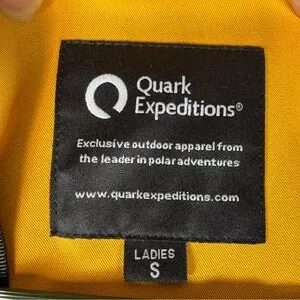 Quark
Expeditions®
Exclusive outdoor apparel from
the leader in polar adventures
www.quarkexpeditions.com
LADIES
S